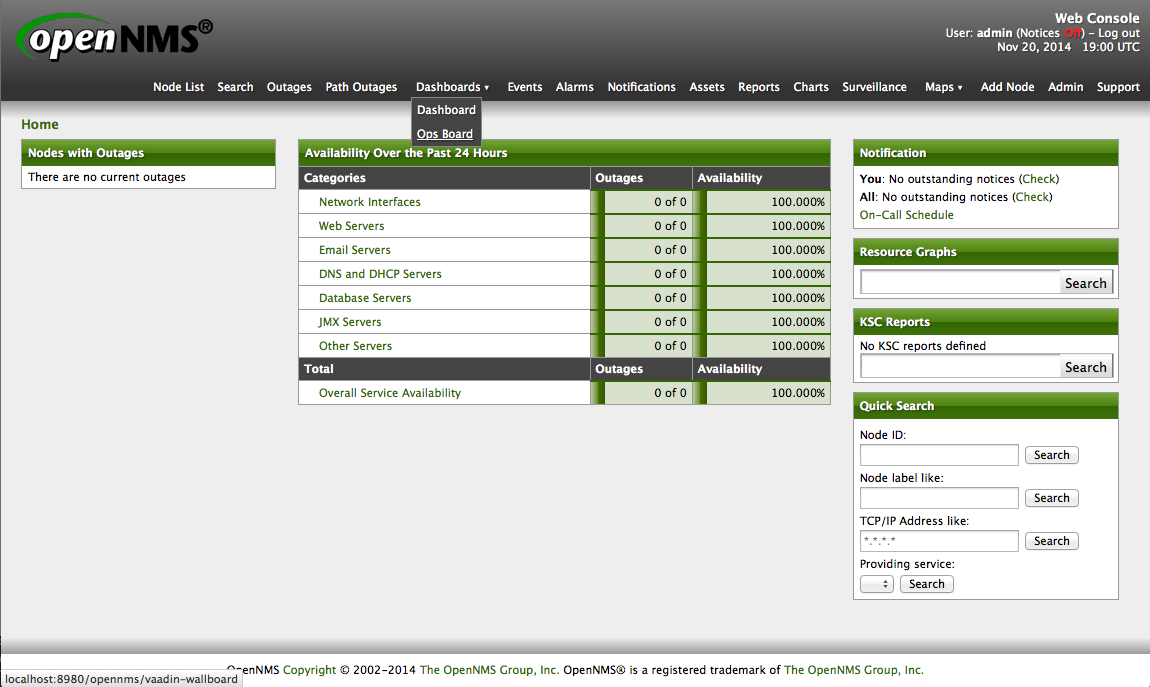 openNMS®
Web Console
User: admin (Notices Off) - Log out
Nov 20, 2014 19:00 UTC
Node List Search Outages Path Outages Dashboards ▾ Events Alarms Notifications Assets Reports Charts Surveillance Maps ▾ Add Node Admin Support
Dashboard
Ops Board
Home
Nodes with Outages
There are no current outages
Availability Over the Past 24 Hours
Categories Outages Availability
Network Interfaces 0 of 0 100.000%
Web Servers 0 of 0 100.000%
Email Servers 0 of 0 100.000%
DNS and DHCP Servers 0 of 0 100.000%
Database Servers 0 of 0 100.000%
JMX Servers 0 of 0 100.000%
Other Servers 0 of 0 100.000%
Total Outages Availability
Overall Service Availability 0 of 0 100.000%
Notification
You: No outstanding notices (Check)
All: No outstanding notices (Check)
On-Call Schedule
Resource Graphs
Search
KSC Reports
No KSC reports defined
Search
Quick Search
Node ID:
Search
Node label like:
Search
TCP/IP Address like:
*.*.*.* Search
Providing service:
Search
OpenNMS Copyright © 2002-2014 The OpenNMS Group, Inc. OpenNMS® is a registered trademark of The OpenNMS Group, Inc.
localhost:8980/opennms/vaadin-wallboard